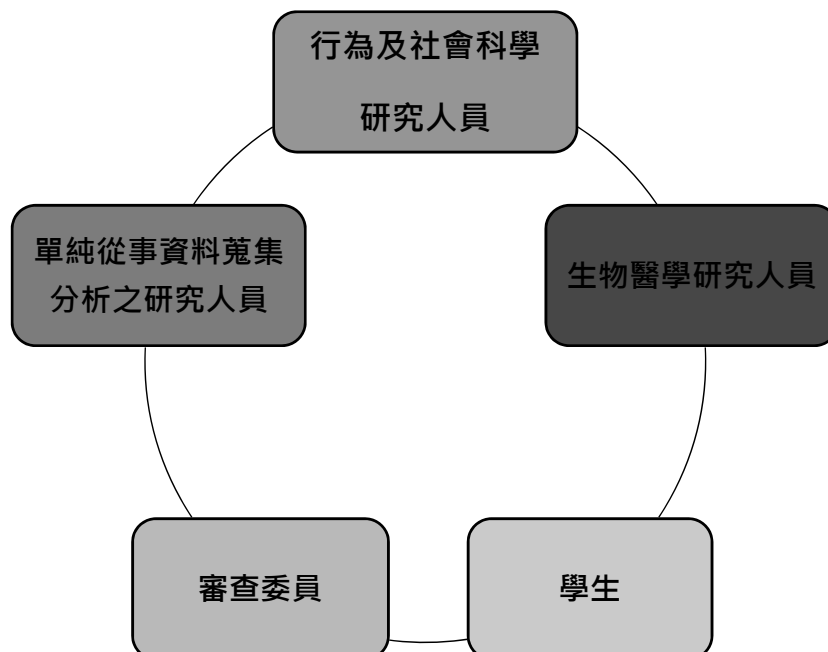 行為及社會科學
研究人員
單純從事資料蒐集
分析之研究人員
生物醫學研究人員
審查委員
學生